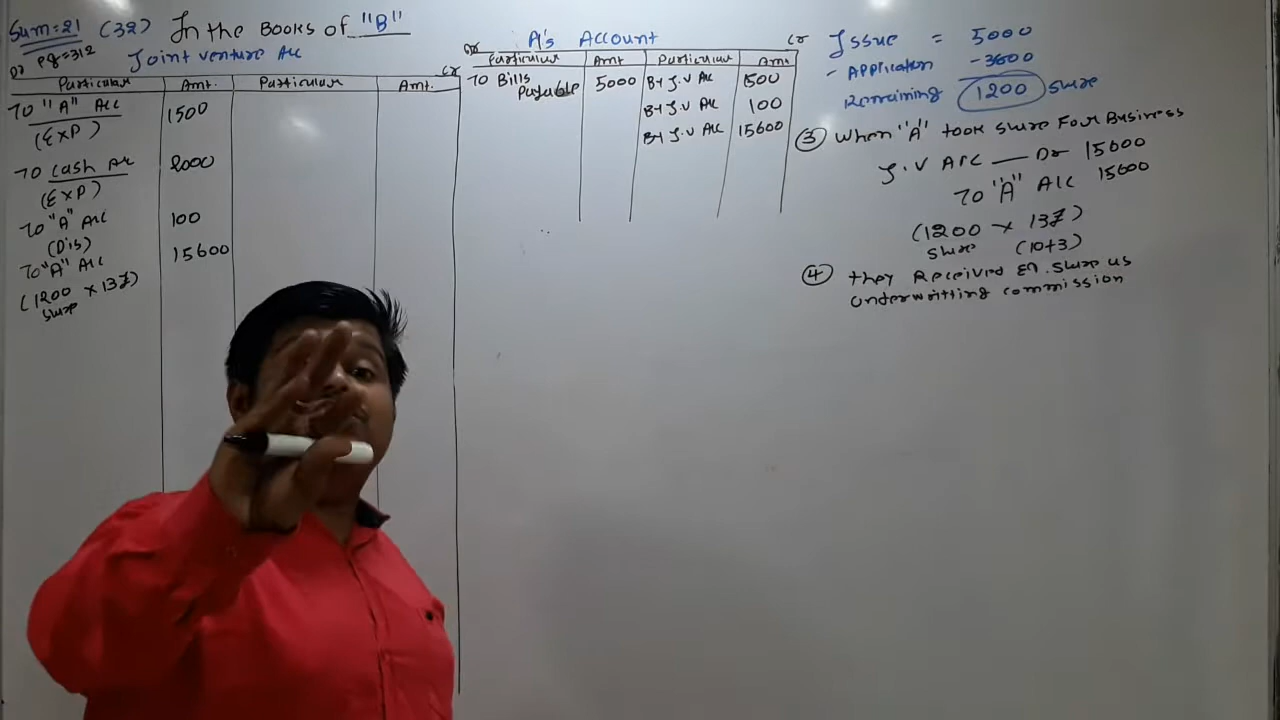 Sum=21 (32) In the Books of "B"
pg=312
Joint venture A/c
Dr Cr
Particular Amt. Particular Amt.
TO "A" A/c 1500
(Exp)
TO cash A/c 2000
(Exp)
TO "A" A/c 100
(Dis)
TO "A" A/c 15600
(1200 x 13₹)
share
A's Account
Dr Cr
Particular Amt Particular Amt
TO Bills Payable 5000 By J.V A/c 1500
By J.V A/c 100
By J.V A/c 15600
Issue = 5000
- Application -3800
Remaining 1200 share
③ When "A" took share For Business
J.V A/c — Dr 15600
TO "A" A/c 15600
(1200 x 13₹)
share (10+3)
④ they Received En. share as
underwritting commission